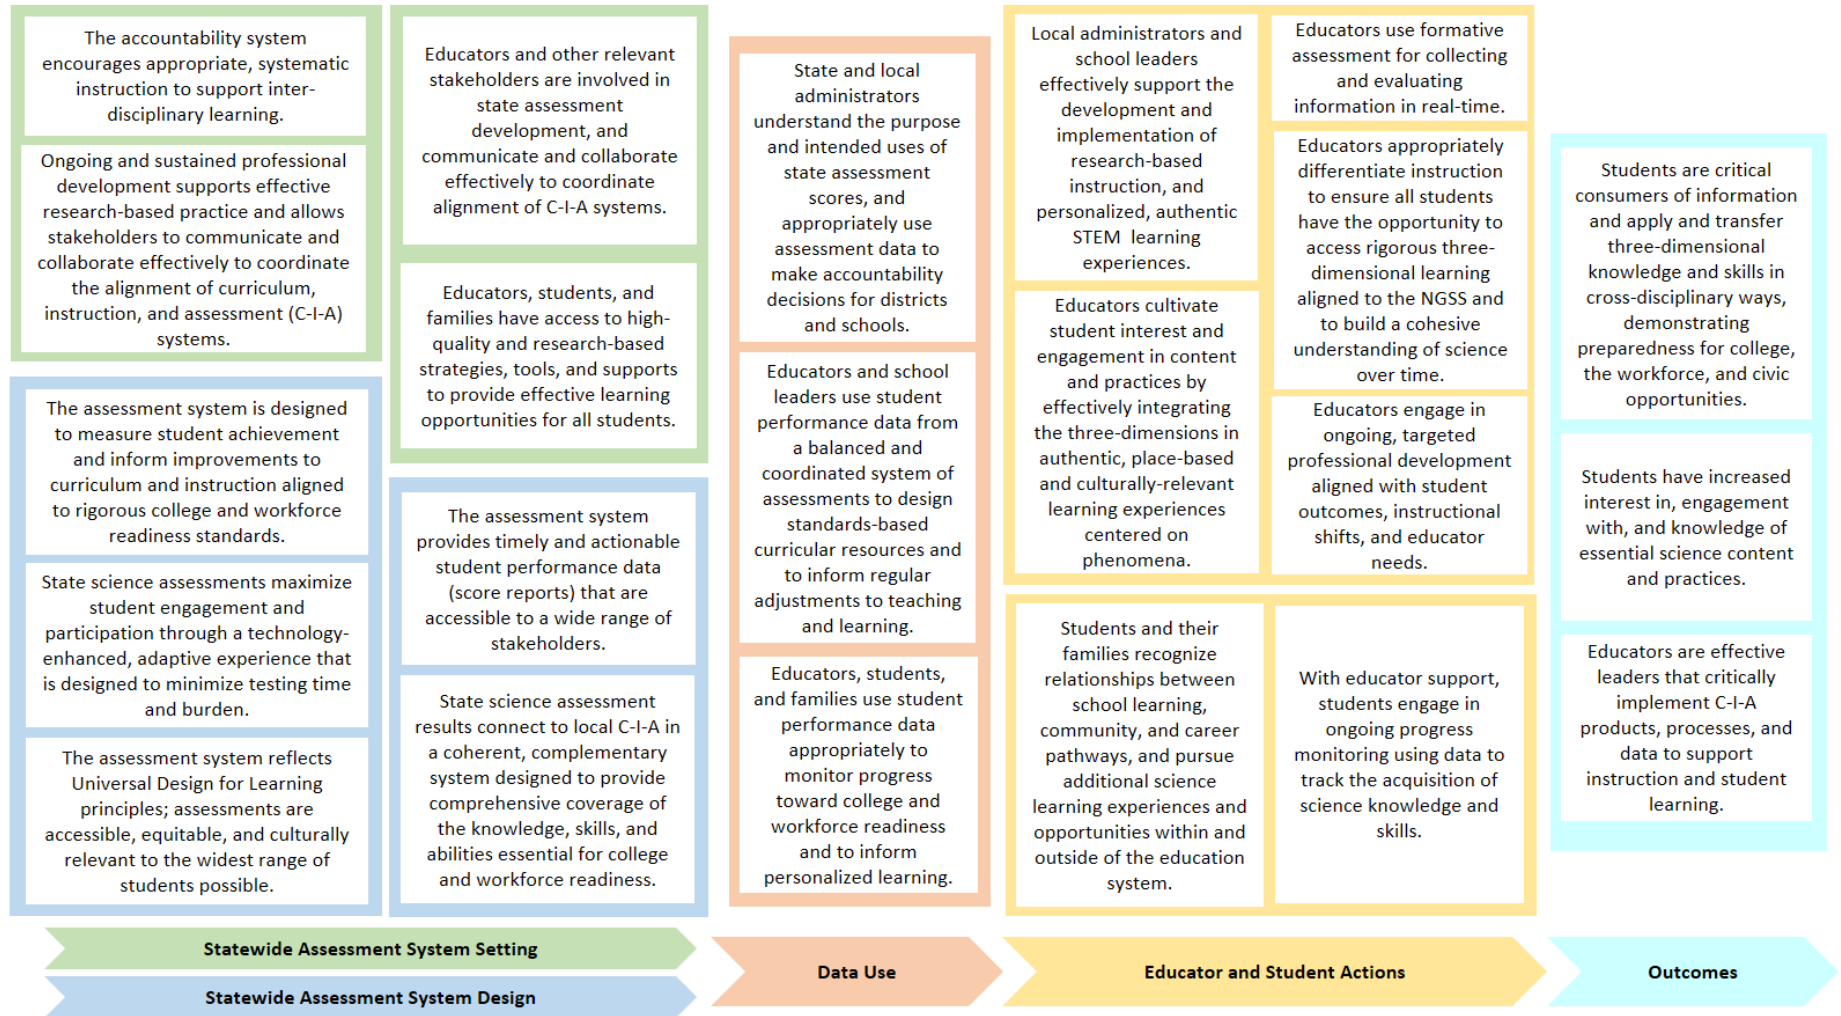 The accountability system
encourages appropriate, systematic
instruction to support inter-
disciplinary learning.
Ongoing and sustained professional
development supports effective
research-based practice and allows
stakeholders to communicate and
collaborate effectively to coordinate
the alignment of curriculum,
instruction, and assessment (C-I-A)
systems.
Educators and other relevant
stakeholders are involved in
state assessment
development, and
communicate and collaborate
effectively to coordinate
alignment of C-I-A systems.
Educators, students, and
families have access to high-
quality and research-based
strategies, tools, and supports
to provide effective learning
opportunities for all students.
The assessment system is designed
to measure student achievement
and inform improvements to
curriculum and instruction aligned
to rigorous college and workforce
readiness standards.
State science assessments maximize
student engagement and
participation through a technology-
enhanced, adaptive experience that
is designed to minimize testing time
and burden.
The assessment system reflects
Universal Design for Learning
principles; assessments are
accessible, equitable, and culturally
relevant to the widest range of
students possible.
The assessment system
provides timely and actionable
student performance data
(score reports) that are
accessible to a wide range of
stakeholders.
State science assessment
results connect to local C-I-A in
a coherent, complementary
system designed to provide
comprehensive coverage of
the knowledge, skills, and
abilities essential for college
and workforce readiness.
State and local
administrators
understand the purpose
and intended uses of
state assessment
scores, and
appropriately use
assessment data to
make accountability
decisions for districts
and schools.
Educators and school
leaders use student
performance data from
a balanced and
coordinated system of
assessments to design
standards-based
curricular resources and
to inform regular
adjustments to teaching
and learning.
Educators, students,
and families use student
performance data
appropriately to
monitor progress
toward college and
workforce readiness
and to inform
personalized learning.
Local administrators and
school leaders
effectively support the
development and
implementation of
research-based
instruction, and
personalized, authentic
STEM learning
experiences.
Educators cultivate
student interest and
engagement in content
and practices by
effectively integrating
the three-dimensions in
authentic, place-based
and culturally-relevant
learning experiences
centered on
phenomena.
Educators use formative
assessment for collecting
and evaluating
information in real-time.
Educators appropriately
differentiate instruction
to ensure all students
have the opportunity to
access rigorous three-
dimensional learning
aligned to the NGSS and
to build a cohesive
understanding of science
over time.
Educators engage in
ongoing, targeted
professional development
aligned with student
outcomes, instructional
shifts, and educator
needs.
Students and their
families recognize
relationships between
school learning,
community, and career
pathways, and pursue
additional science
learning experiences and
opportunities within and
outside of the education
system.
With educator support,
students engage in
ongoing progress
monitoring using data to
track the acquisition of
science knowledge and
skills.
Students are critical
consumers of information
and apply and transfer
three-dimensional
knowledge and skills in
cross-disciplinary ways,
demonstrating
preparedness for college,
the workforce, and civic
opportunities.
Students have increased
interest in, engagement
with, and knowledge of
essential science content
and practices.
Educators are effective
leaders that critically
implement C-I-A
products, processes, and
data to support
instruction and student
learning.
Statewide Assessment System Setting
Statewide Assessment System Design
Data Use
Educator and Student Actions
Outcomes